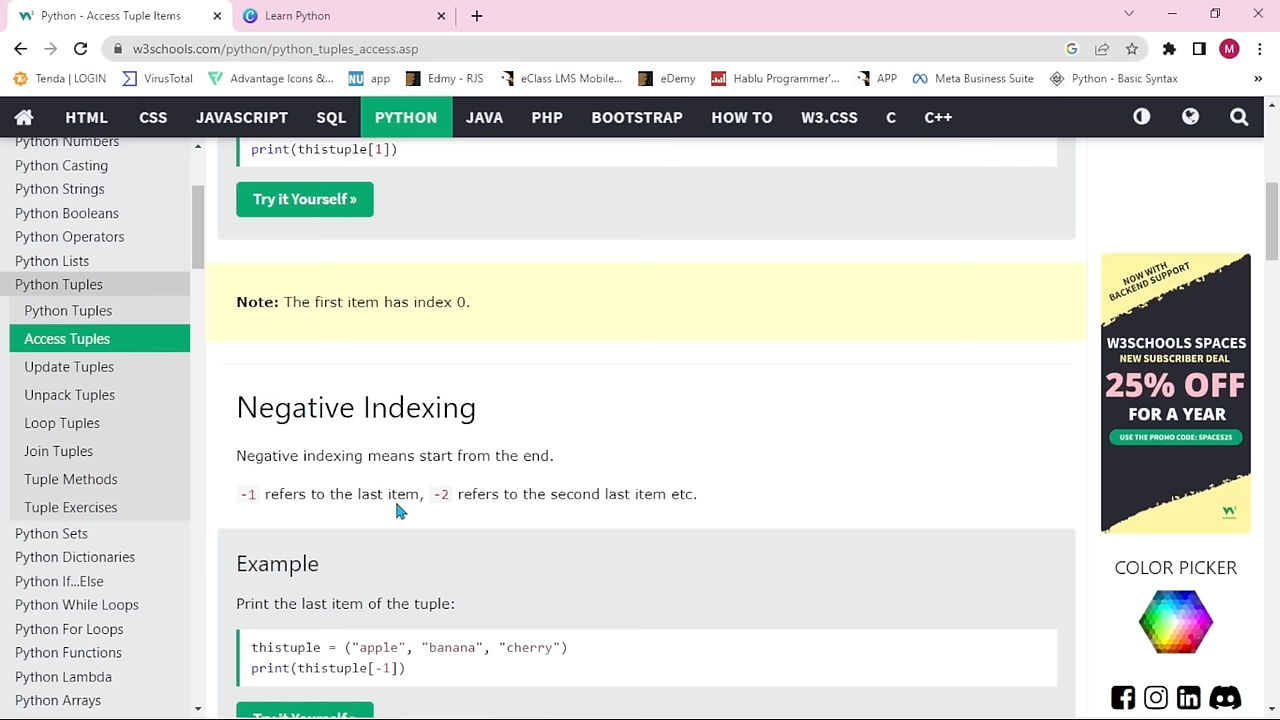 Python - Access Tuple Items
Learn Python
w3schools.com/python/python_tuples_access.asp
M
Tenda | LOGIN
VirusTotal
Advantage Icons &...
NU app
Edmy - RJS
eClass LMS Mobile...
eDemy
Hablu Programmer'...
APP
Meta Business Suite
Python - Basic Syntax
HTML
CSS
JAVASCRIPT
SQL
PYTHON
JAVA
PHP
BOOTSTRAP
HOW TO
W3.CSS
C
C++
Python Numbers
Python Casting
Python Strings
Python Booleans
Python Operators
Python Lists
Python Tuples
Python Tuples
Access Tuples
Update Tuples
Unpack Tuples
Loop Tuples
Join Tuples
Tuple Methods
Tuple Exercises
Python Sets
Python Dictionaries
Python If...Else
Python While Loops
Python For Loops
Python Functions
Python Lambda
Python Arrays
print(thistuple[1])
Try it Yourself »
Note: The first item has index 0.
Negative Indexing
Negative indexing means start from the end.
-1 refers to the last item, -2 refers to the second last item etc.
Example
Print the last item of the tuple:
thistuple = ("apple", "banana", "cherry")
print(thistuple[-1])
Try it Yourself »
NOW WITH
BACKEND SUPPORT
W3SCHOOLS SPACES
NEW SUBSCRIBER DEAL
25% OFF
FOR A YEAR
USE THE PROMO CODE: SPACES25
COLOR PICKER